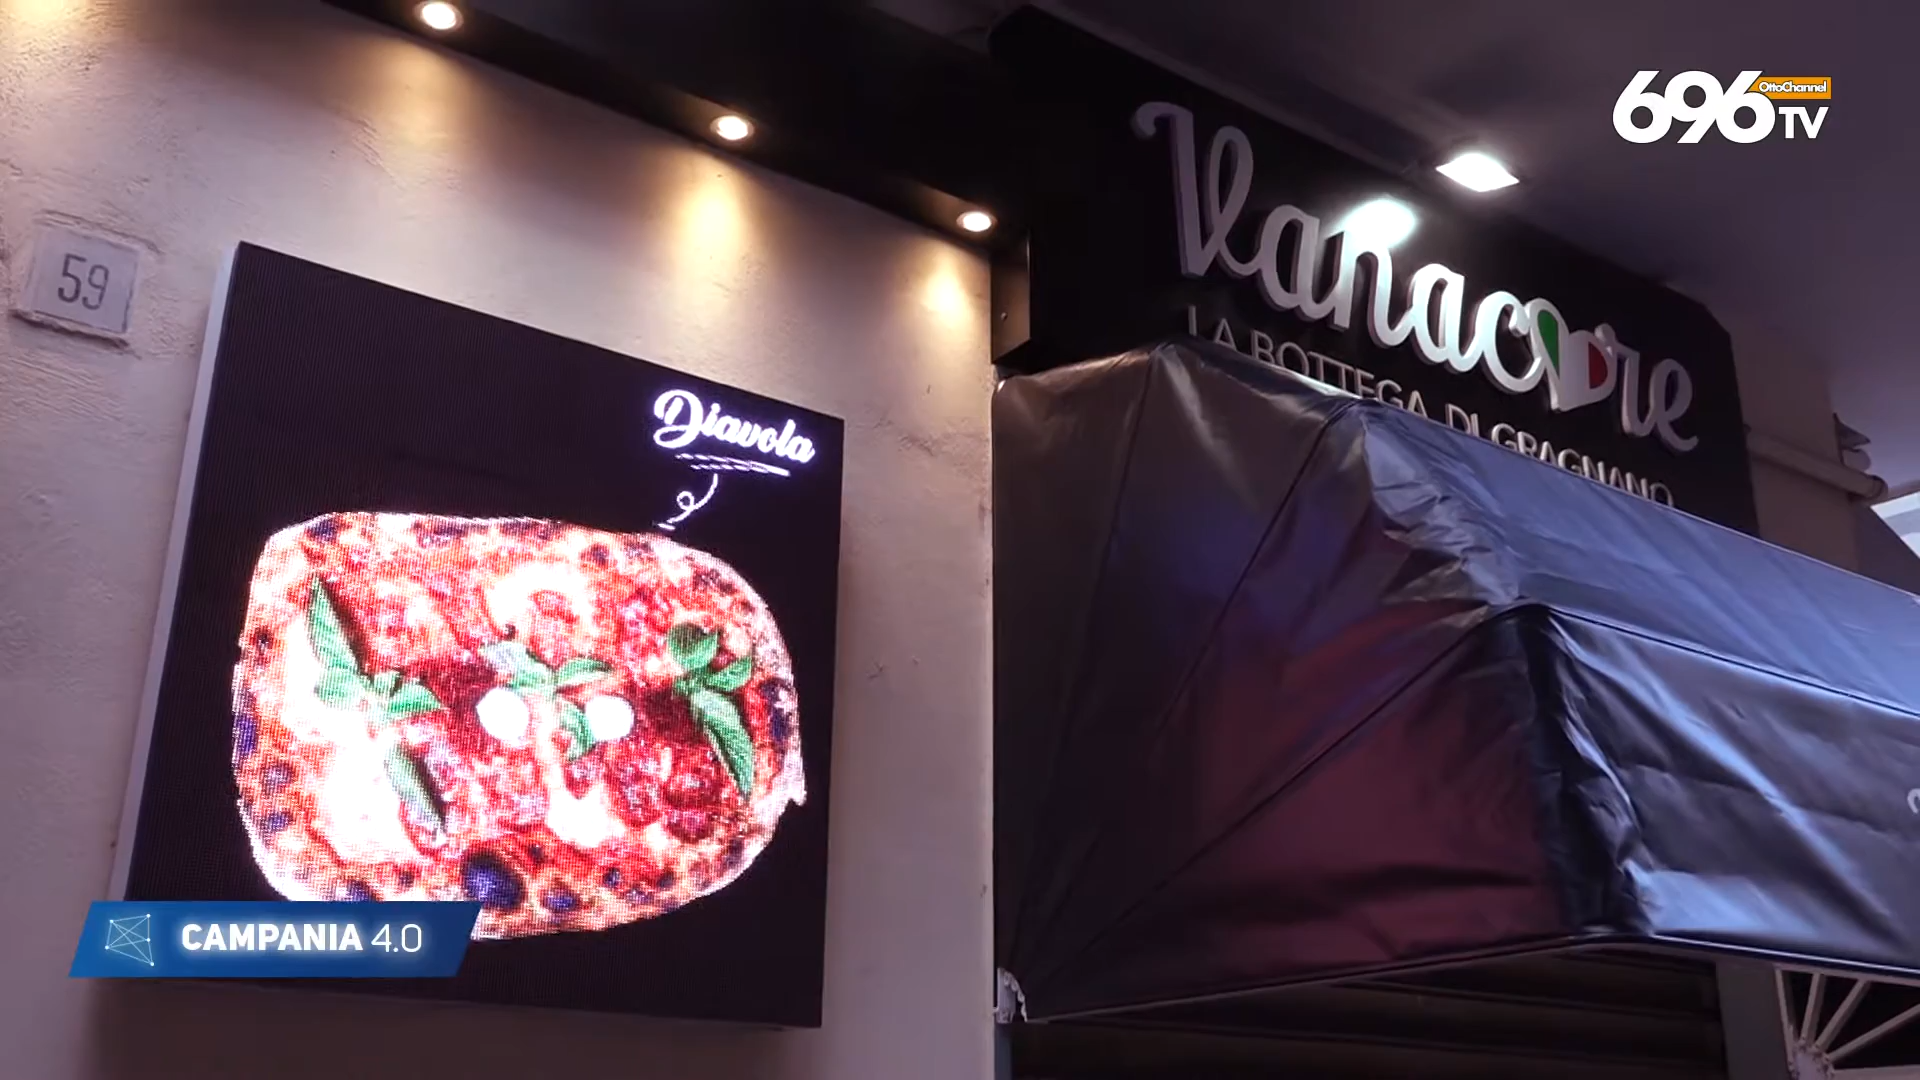 OttoChannel
696 TV
59
Vanacore
LA BOTTEGA DI GRAGNANO
Diavola
CAMPANIA 4.0